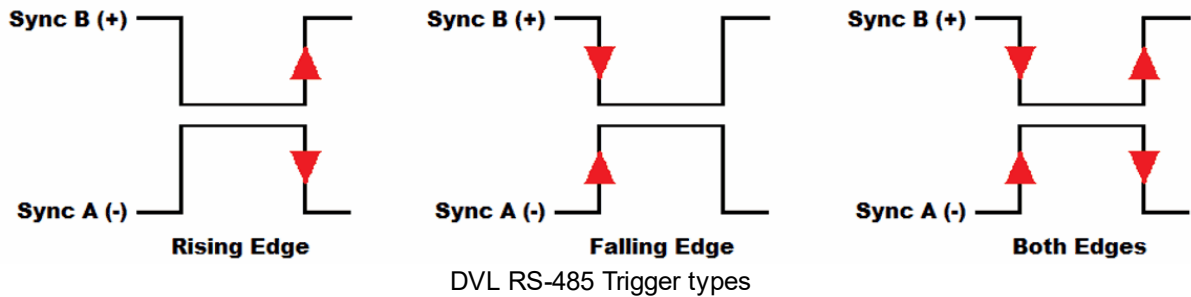 Sync B (+) Sync B (+) Sync B (+)
Sync A (-) Sync A (-) Sync A (-)
Rising Edge Falling Edge Both Edges
DVL RS-485 Trigger types